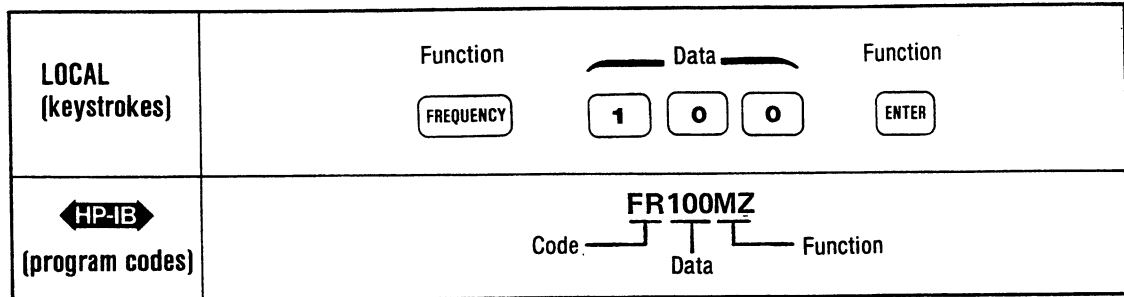 LOCAL
(keystrokes)
Function Data Function
FREQUENCY 1 0 0 ENTER
HP-IB
(program codes)
FR100MZ
Code Data Function